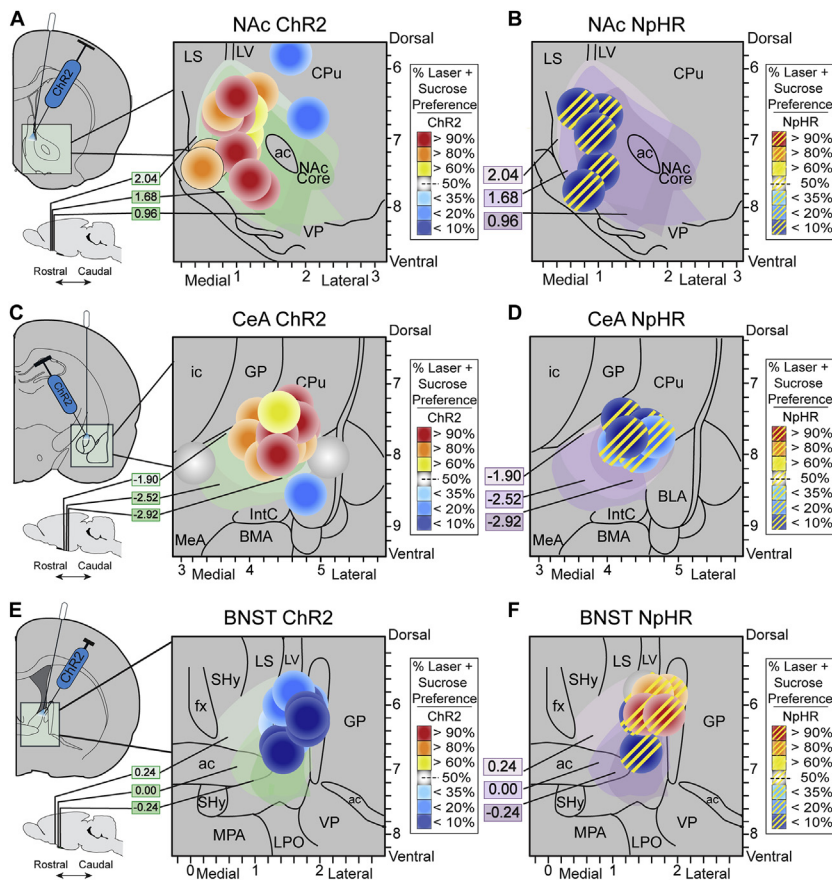 A
NAc ChR2
Dorsal
ChR2
LS
LV
CPu
ac
NAc
Core
VP
6
7
8
% Laser +
Sucrose
Preference
ChR2
> 90%
> 80%
> 60%
50%
< 35%
< 20%
< 10%
2.04
1.68
0.96
Rostral Caudal
Medial 1 2 Lateral 3
Ventral
B
NAc NpHR
Dorsal
LS
LV
CPu
ac
NAc
Core
VP
6
7
8
% Laser +
Sucrose
Preference
NpHR
> 90%
> 80%
> 60%
50%
< 35%
< 20%
< 10%
2.04
1.68
0.96
Medial 1 2 Lateral 3
Ventral
C
CeA ChR2
Dorsal
ChR2
ic
GP
CPu
IntC
MeA
BMA
7
8
9
% Laser +
Sucrose
Preference
ChR2
> 90%
> 80%
> 60%
50%
< 35%
< 20%
< 10%
-1.90
-2.52
-2.92
Rostral Caudal
3 Medial 4 5 Lateral
Ventral
D
CeA NpHR
Dorsal
ic
GP
CPu
BLA
IntC
MeA
BMA
7
8
9
% Laser +
Sucrose
Preference
NpHR
> 90%
> 80%
> 60%
50%
< 35%
< 20%
< 10%
-1.90
-2.52
-2.92
3 Medial 4 5 Lateral
Ventral
E
BNST ChR2
Dorsal
ChR2
SHy
LS
LV
fx
GP
ac
SHy
ac
MPA
LPO
VP
6
7
8
% Laser +
Sucrose
Preference
ChR2
> 90%
> 80%
> 60%
50%
< 35%
< 20%
< 10%
0.24
0.00
-0.24
Rostral Caudal
0 Medial 1 2 Lateral
Ventral
F
BNST NpHR
Dorsal
SHy
LS
LV
fx
GP
ac
SHy
ac
MPA
LPO
VP
6
7
8
% Laser +
Sucrose
Preference
NpHR
> 90%
> 80%
> 60%
50%
< 35%
< 20%
< 10%
0.24
0.00
-0.24
0 Medial 1 2 Lateral
Ventral